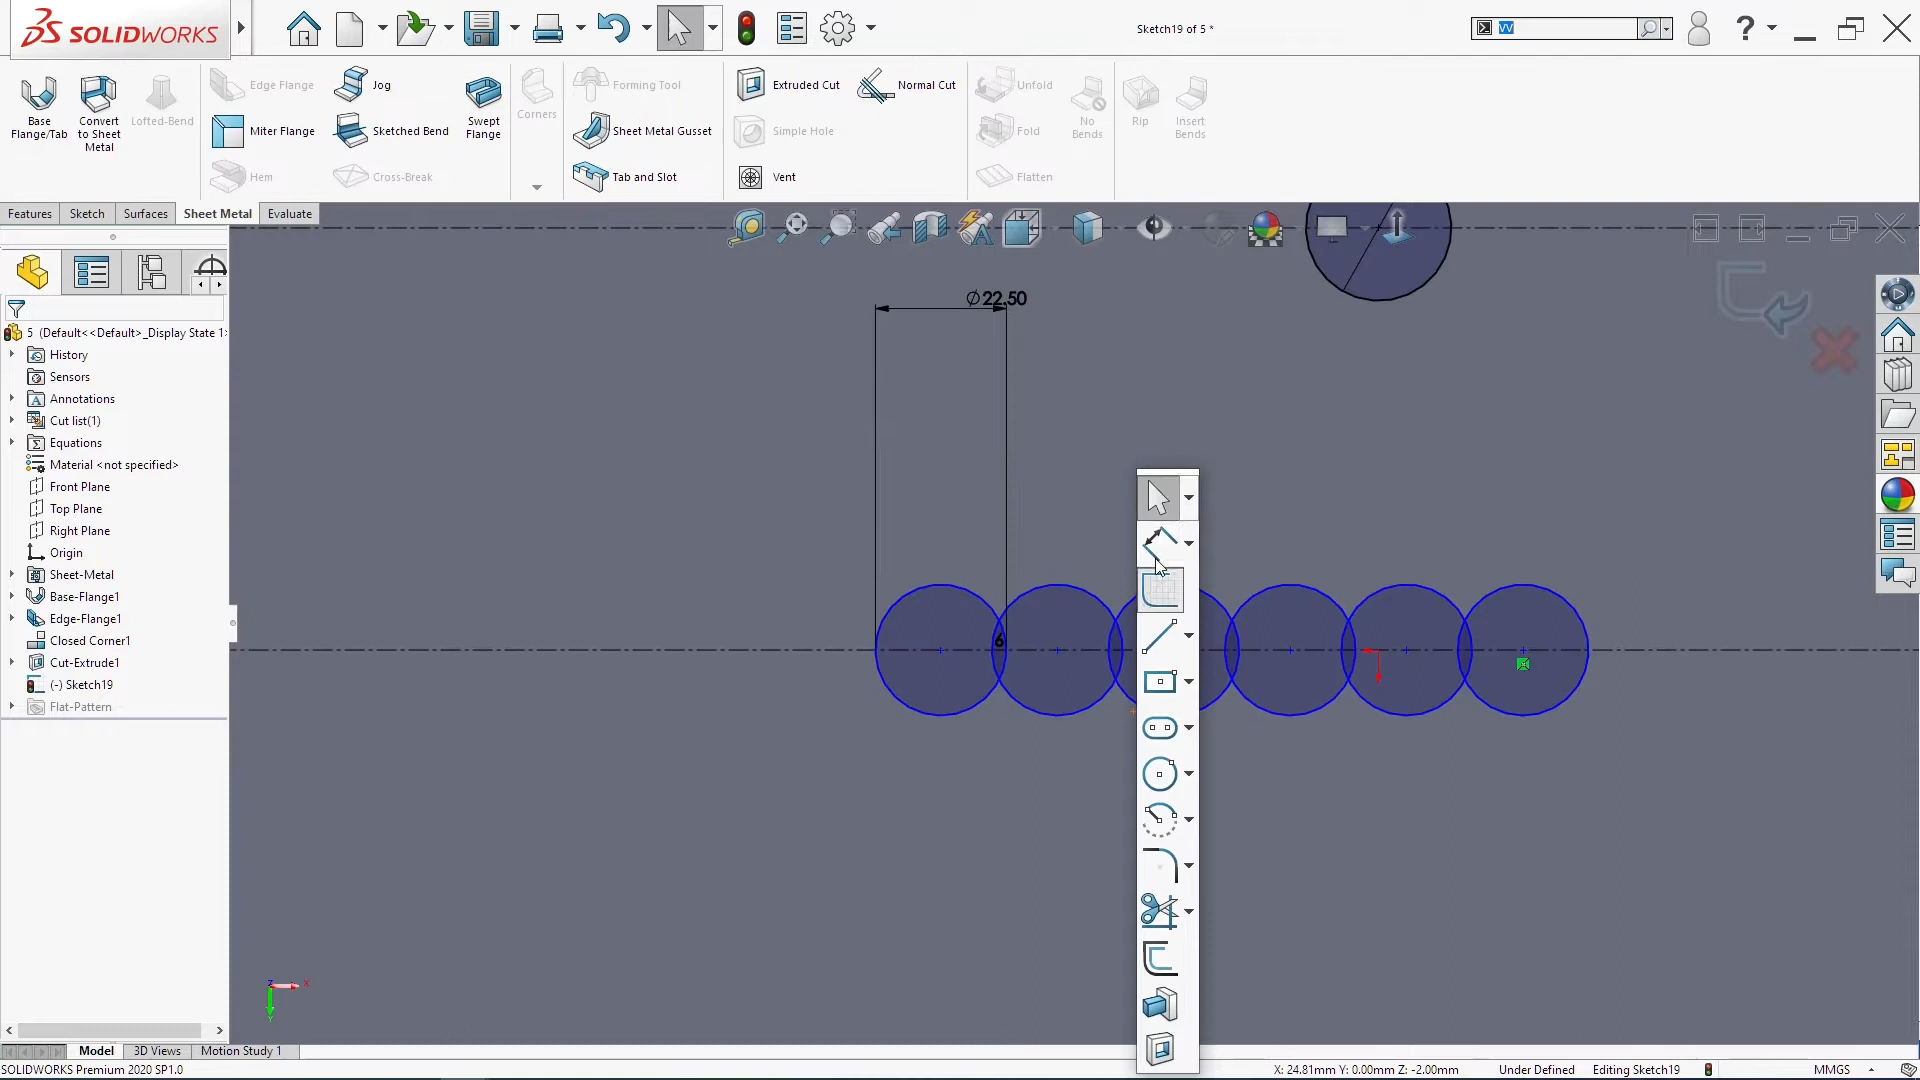 SOLIDWORKS
Sketch19 of 5 *
Base Flange/Tab
Convert to Sheet Metal
Lofted-Bend
Edge Flange
Miter Flange
Hem
Jog
Sketched Bend
Cross-Break
Swept Flange
Corners
Forming Tool
Sheet Metal Gusset
Tab and Slot
Extruded Cut
Simple Hole
Vent
Normal Cut
Unfold
Fold
Flatten
No Bends
Rip
Insert Bends
Features
Sketch
Surfaces
Sheet Metal
Evaluate
5 (Default<<Default>_Display State 1>
History
Sensors
Annotations
Cut list(1)
Equations
Material <not specified>
Front Plane
Top Plane
Right Plane
Origin
Sheet-Metal
Base-Flange1
Edge-Flange1
Closed Corner1
Cut-Extrude1
(-) Sketch19
Flat-Pattern
∅22,50
6
Model
3D Views
Motion Study 1
SOLIDWORKS Premium 2020 SP1.0
X: 24.81mm Y: 0.00mm Z: -2.00mm
Under Defined
Editing Sketch19
MMGS